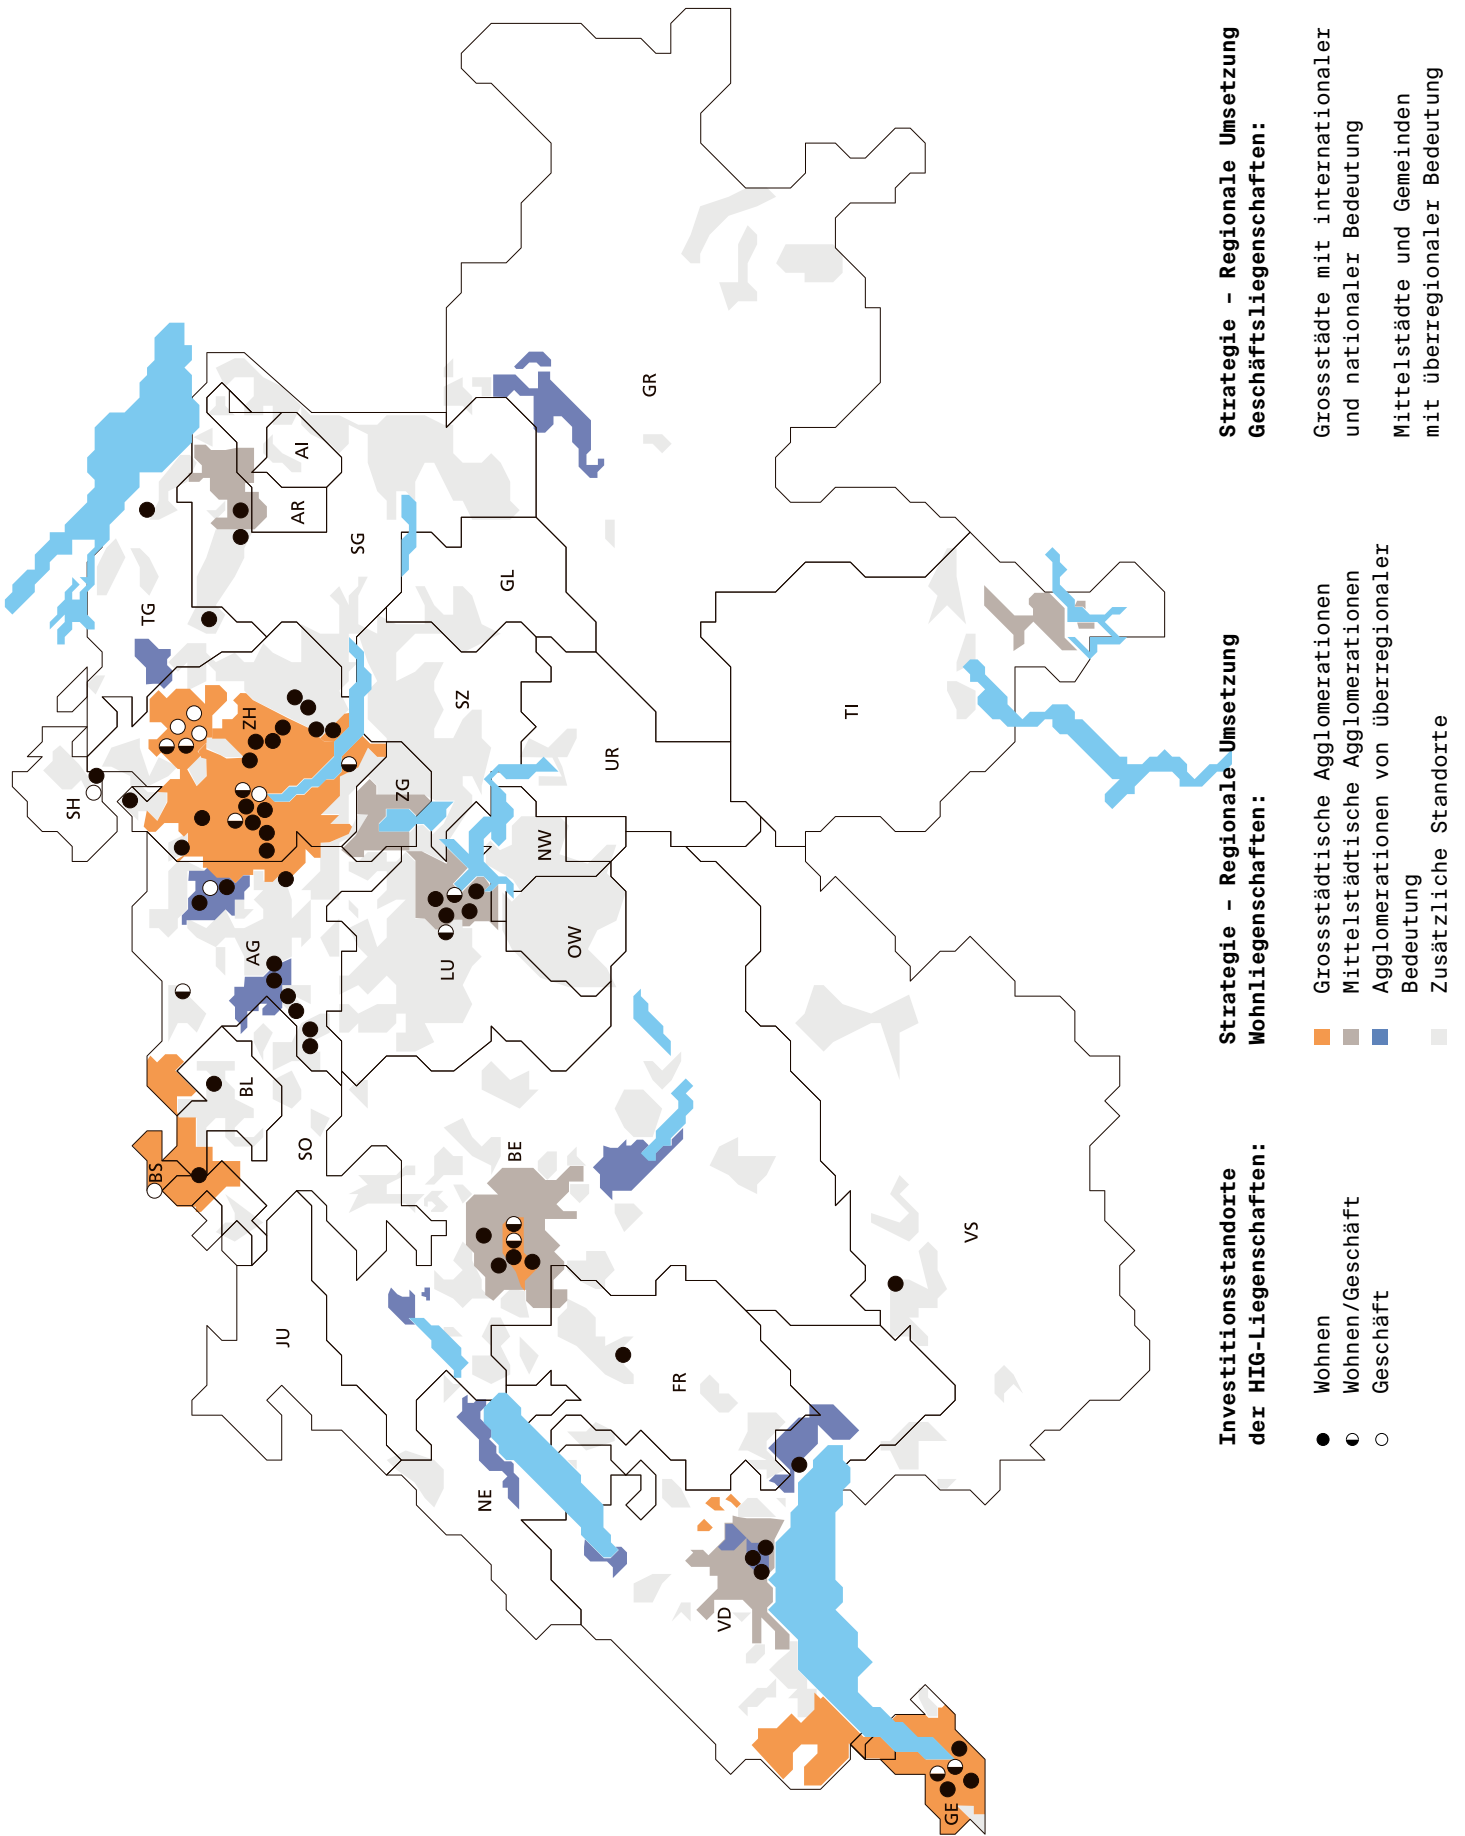 SH
TG
BS
ZH
AI
AR
SG
AG
BL
ZG
GL
SZ
GR
SO
LU
NW
OW
UR
JU
BE
TI
NE
FR
VS
VD
GE
Investitionsstandorte
der HIG-Liegenschaften:
Wohnen
Wohnen/Geschäft
Geschäft
Strategie – Regionale Umsetzung
Wohnliegenschaften:
Grossstädtische Agglomerationen
Mittelstädtische Agglomerationen
Agglomerationen von überregionaler
Bedeutung
Zusätzliche Standorte
Strategie – Regionale Umsetzung
Geschäftsliegenschaften:
Grosssstädte mit internationaler
und nationaler Bedeutung
Mittelstädte und Gemeinden
mit überregionaler Bedeutung